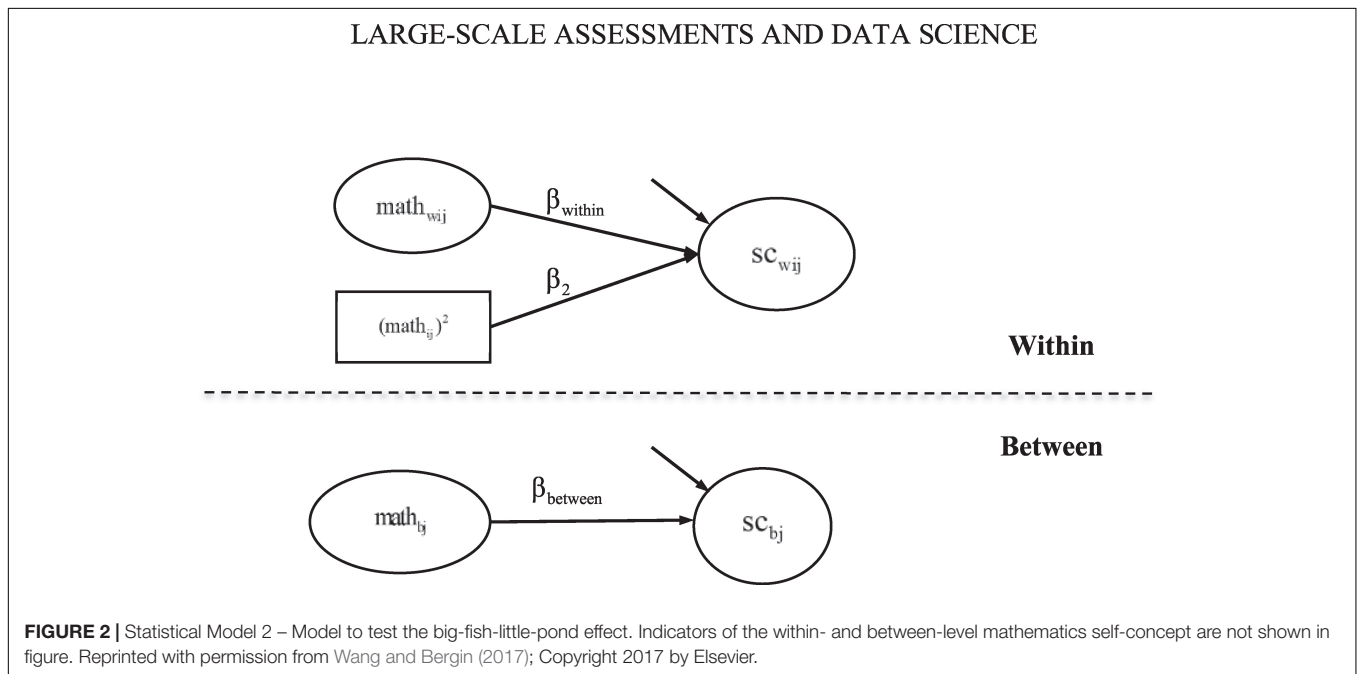 LARGE-SCALE ASSESSMENTS AND DATA SCIENCE
math_wij
β_within
sc_wij
β_2
(math_ij)^2
Within
Between
math_bj
β_between
sc_bj
FIGURE 2 | Statistical Model 2 – Model to test the big-fish-little-pond effect. Indicators of the within- and between-level mathematics self-concept are not shown in
figure. Reprinted with permission from Wang and Bergin (2017); Copyright 2017 by Elsevier.